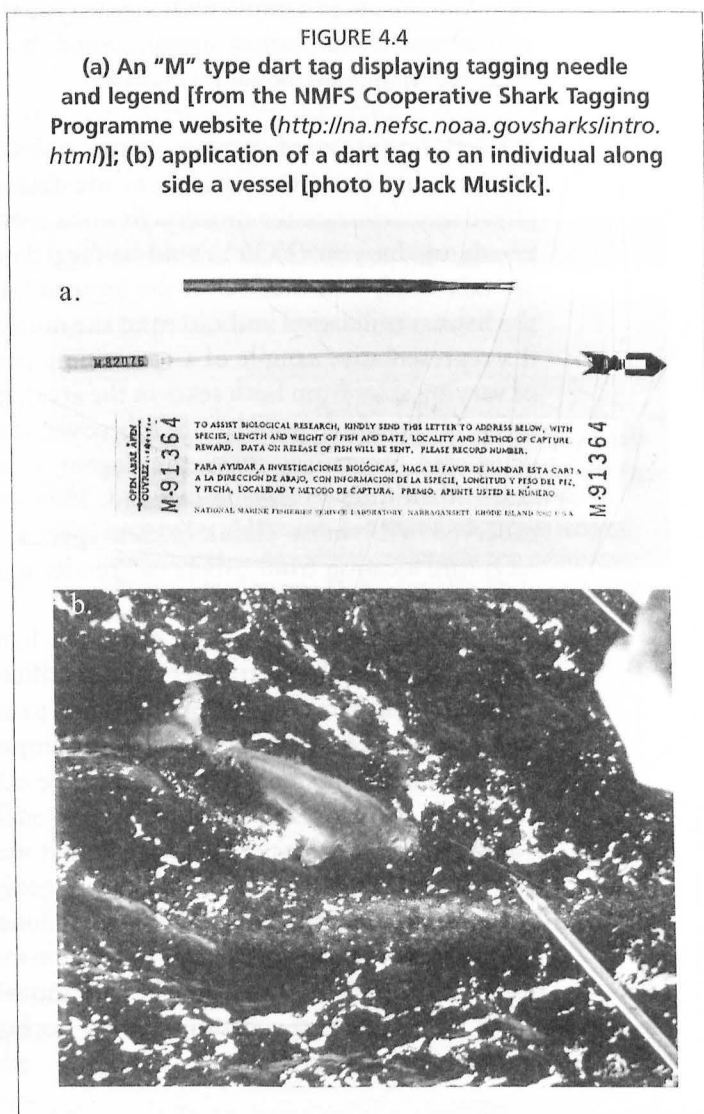 FIGURE 4.4
(a) An “M” type dart tag displaying tagging needle
and legend [from the NMFS Cooperative Shark Tagging
Programme website (http://na.nefsc.noaa.govsharks/intro.
html)]; (b) application of a dart tag to an individual along
side a vessel [photo by Jack Musick].
a.
M-82076
OPEN ABRE APEN
OUVREZ
M-91364
TO ASSIST BIOLOGICAL RESEARCH, KINDLY SEND THIS LETTER TO ADDRESS BELOW, WITH
SPECIES, LENGTH AND WEIGHT OF FISH AND DATE, LOCALITY AND METHOD OF CAPTURE.
REWARD. DATA ON RELEASE OF FISH WILL BE SENT. PLEASE RECORD NUMBER.
PARA AYUDAR A INVESTIGACIONES BIOLÓGICAS, HAGA EL FAVOR DE MANDAR ESTA CARTA
A LA DIRECCIÓN DE ABAJO, CON INFORMACIÓN DE LA ESPECIE, LONGITUD Y PESO DEL PEZ,
Y FECHA, LOCALIDAD Y METODO DE CAPTURA. PREMIO. APUNTE USTED EL NÚMERO
NATIONAL MARINE FISHERIES SERVICE LABORATORY, NARRAGANSETT, RHODE ISLAND U.S.A
M-91364
b.